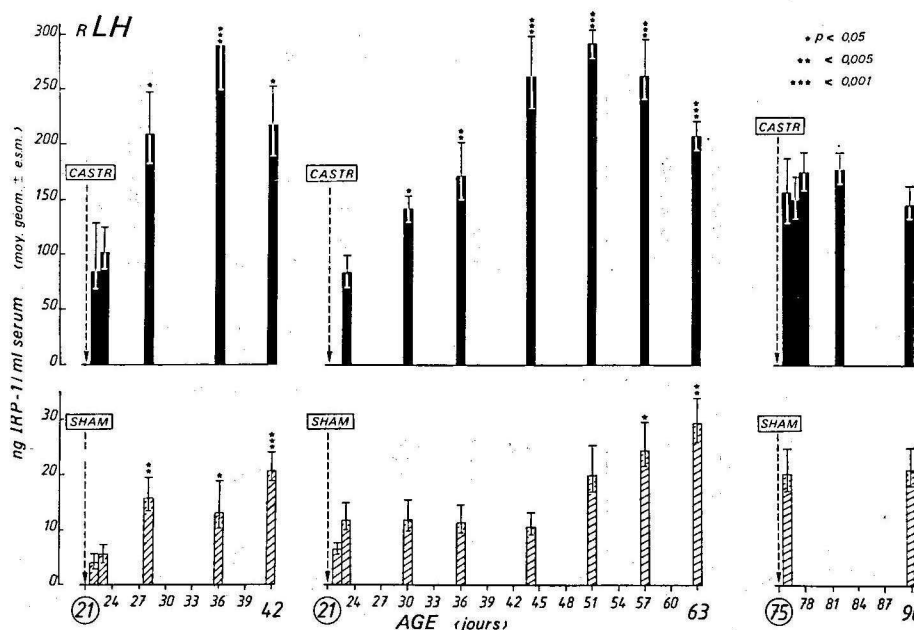 R LH
* p < 0,05
** < 0,005
*** < 0,001
ng IRP-1/ml serum (moy. géom. ± e.s.m.)
300
250
200
150
100
50
0
CASTR
CASTR
CASTR
* *** *
* ** *** *** *** ***
30
20
10
0
SHAM
SHAM
SHAM
** * ***
* **
21 24 27 30 33 36 39 42
21 24 27 30 33 36 39 42 45 48 51 54 57 60 63
75 78 81 84 87
AGE (jours)